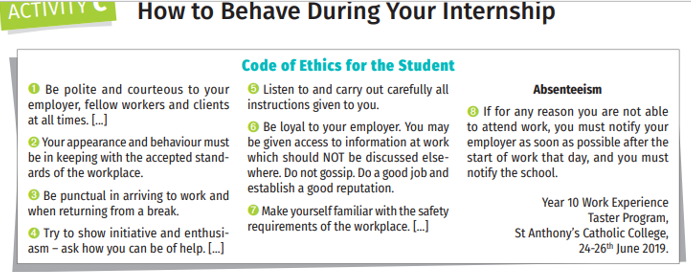 ACTIVITY C
How to Behave During Your Internship
Code of Ethics for the Student
1 Be polite and courteous to your
employer, fellow workers and clients
at all times. [...]
2 Your appearance and behaviour must
be in keeping with the accepted stand-
ards of the workplace.
3 Be punctual in arriving to work and
when returning from a break.
4 Try to show initiative and enthusi-
asm – ask how you can be of help. [...]
5 Listen to and carry out carefully all
instructions given to you.
6 Be loyal to your employer. You may
be given access to information at work
which should NOT be discussed else-
where. Do not gossip. Do a good job and
establish a good reputation.
7 Make yourself familiar with the safety
requirements of the workplace. [...]
Absenteeism
8 If for any reason you are not able
to attend work, you must notify your
employer as soon as possible after the
start of work that day, and you must
notify the school.
Year 10 Work Experience
Taster Program,
St Anthony's Catholic College,
24-26th June 2019.